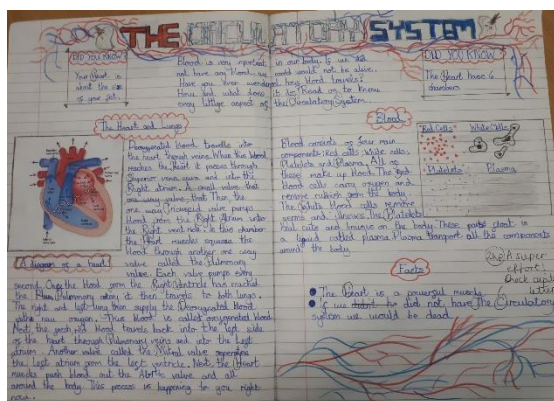 THE CIRCULATORY SYSTEM
DID YOU KNOW?
Your Heart is
about the size
of your fist.
Blood is very important in our body. If we did
not have any blood, we would not be alive.
Have you ever wondered how blood travels?
How and what does it do? Read on to know
every little aspect of the Circulatory System.
DID YOU KNOW?
The Heart have 4
chambers
The Heart and Lungs
Deoxygenated blood travels into
the heart through veins. When this blood
reaches the heart it passes through
Superior vena cava and into the
Right atrium. A small valve that
one way valve, that Then the
one way tricuspid valve pumps
blood from the Right Atrium into
the Right ventricle in this chamber
the Heart muscles squeeze the
blood through another one way
valve called the Pulmonary
valve. Each valve pumps every
A diagram of a heart
second. Once the blood from the Right Ventricle has reached
the Pulmonary artery it then travels to both lungs.
The right and left lung then supply the Deoxygenated blood
with new oxygen. This blood is called oxygenated blood.
Next the fresh red blood travels back into the left side
of the heart through Pulmonary veins and into the Left
atrium. Another valve called the Mitral valve seperates
the Left atrium from the Left ventricle. Next the Heart
muscles push blood out the Aortic valve and all
around the body. This process is happening to you right
now.
Blood
Blood consists of four main
components: Red cells, White cells,
Platelets and Plasma. All of
these make up blood. The Red
blood cells carry oxygen and
remove rubbish from the body.
The White blood cells remove
germs and viruses. The Platelets
heal cuts and bruise on the body. These float in
a liquid called plasma. Plasma transport all the components
around the body.
Red Cells
White Cells
Platelets
Plasma
Facts
The Heart is a powerful muscle
If we did not have The Circulatory
system we would be dead.
A super
effort!
Check capital
letters